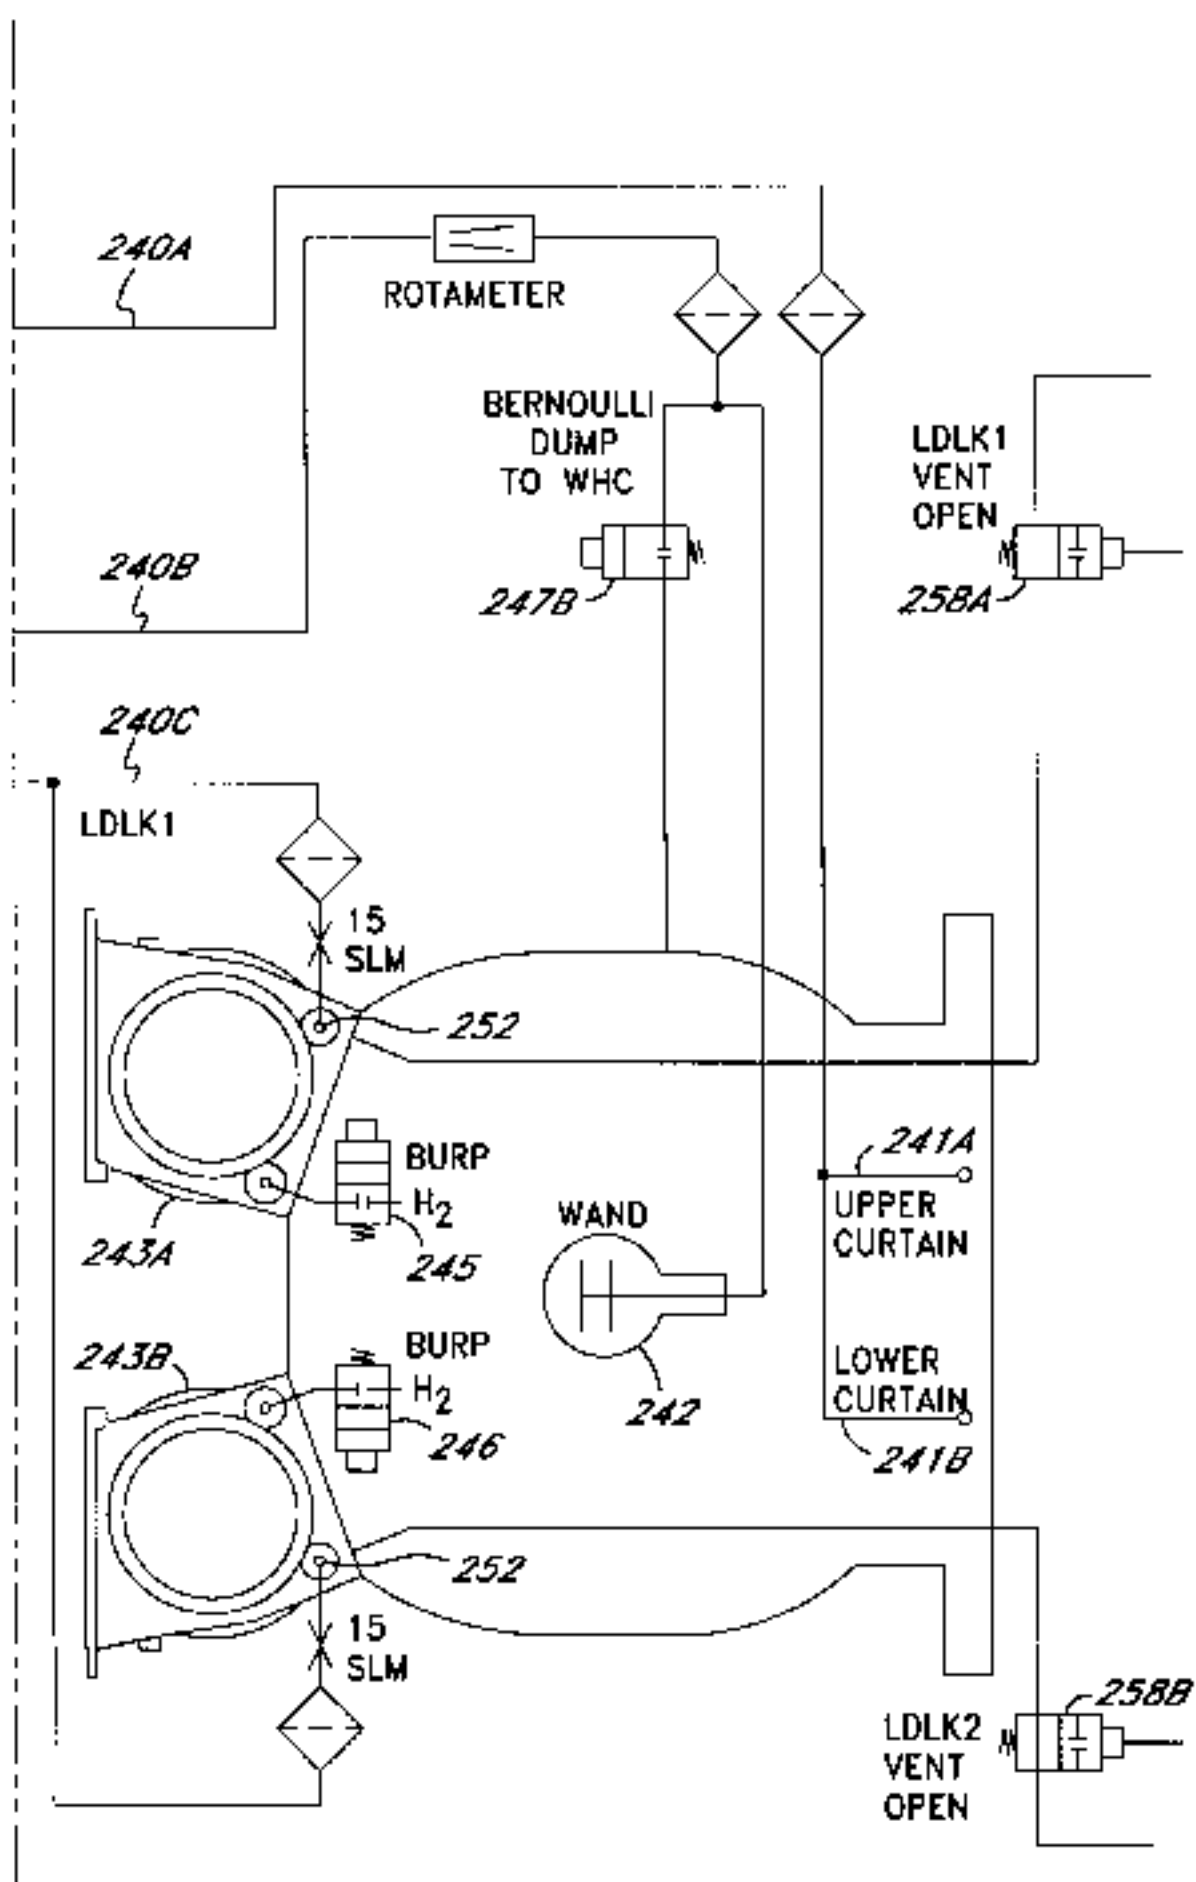 240A
ROTAMETER
BERNOULLI
DUMP
TO WHC
LDLK1
VENT
OPEN
240B
247B
258A
240C
LDLK1
15
SLM
252
241A
BURP
H2
UPPER
CURTAIN
WAND
243A
245
243B
BURP
H2
LOWER
CURTAIN
242
246
241B
252
15
SLM
258B
LDLK2
VENT
OPEN